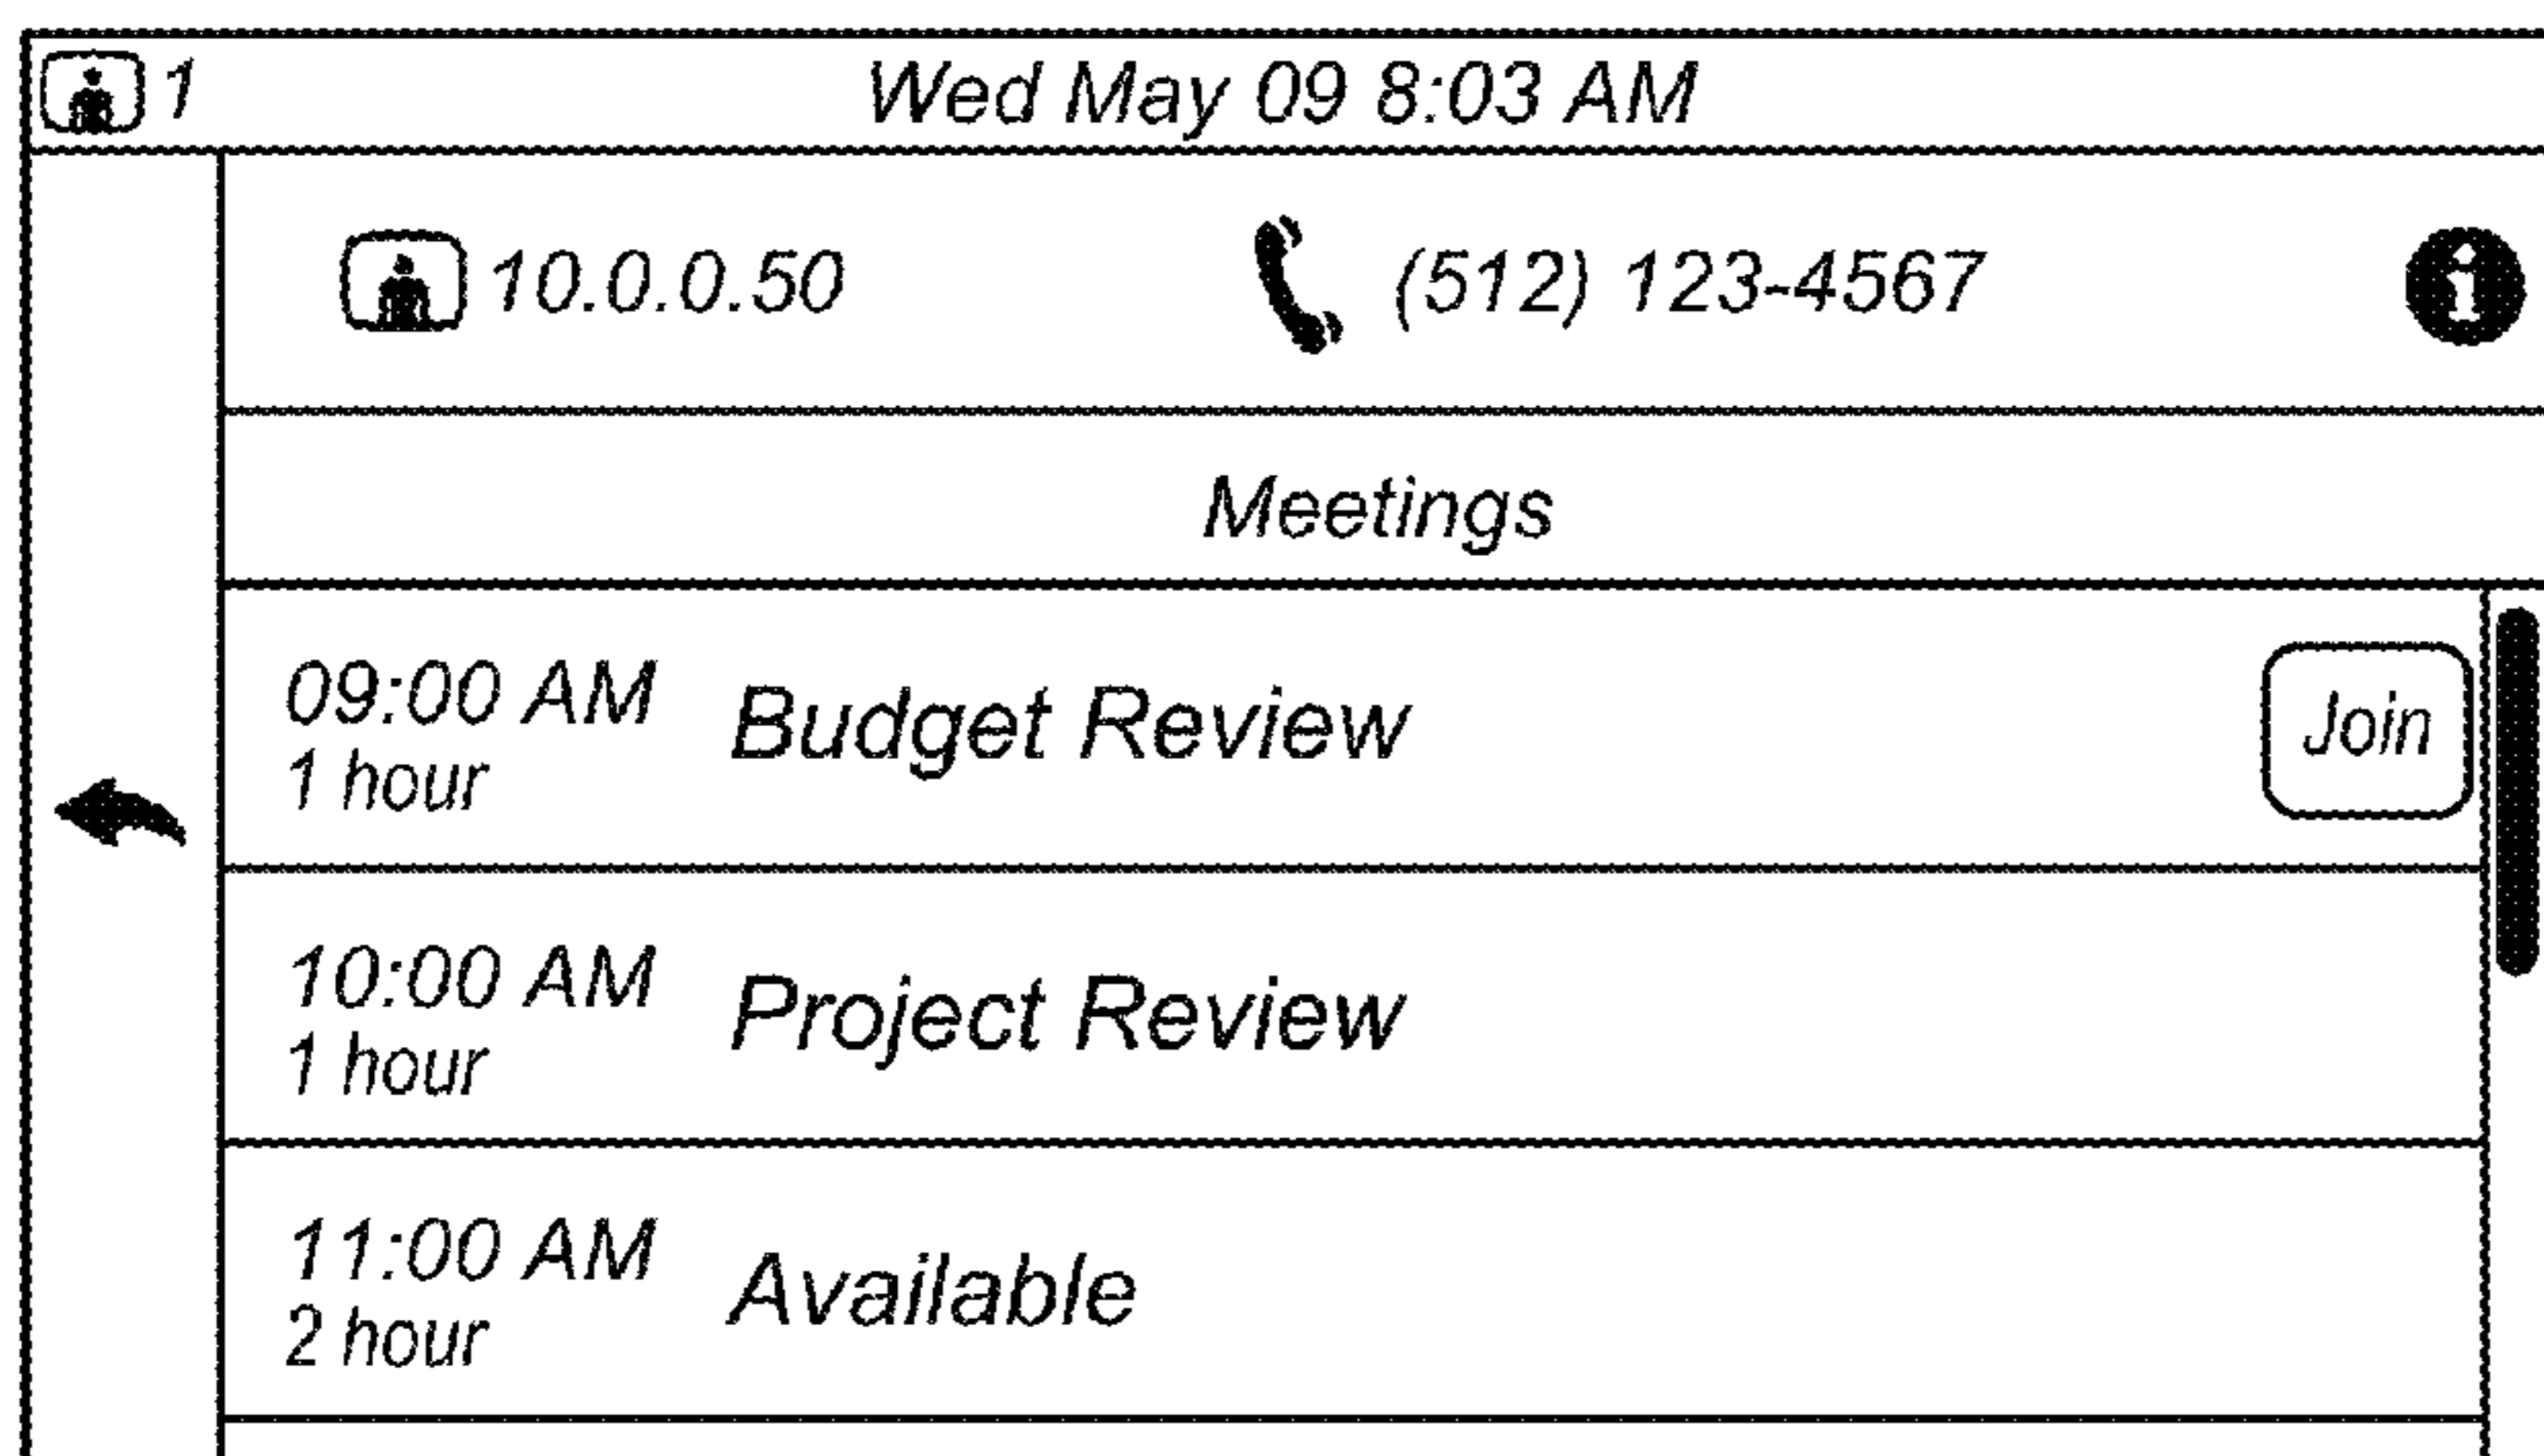 1 Wed May 09 8:03 AM
10.0.0.50 (512) 123-4567
Meetings
09:00 AM Budget Review Join
1 hour
10:00 AM Project Review
1 hour
11:00 AM Available
2 hour